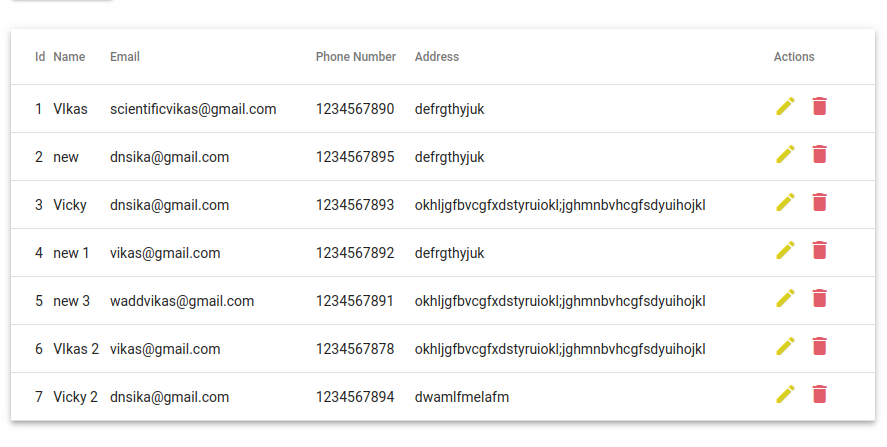 Id Name Email Phone Number Address Actions
1 VIkas scientificvikas@gmail.com 1234567890 defrgthyjuk
2 new dnsika@gmail.com 1234567895 defrgthyjuk
3 Vicky dnsika@gmail.com 1234567893 okhljgfbvcgfxdstyruiokl;jghmnbvhcgfsdyuihojkl
4 new 1 vikas@gmail.com 1234567892 defrgthyjuk
5 new 3 waddvikas@gmail.com 1234567891 okhljgfbvcgfxdstyruiokl;jghmnbvhcgfsdyuihojkl
6 VIkas 2 vikas@gmail.com 1234567878 okhljgfbvcgfxdstyruiokl;jghmnbvhcgfsdyuihojkl
7 Vicky 2 dnsika@gmail.com 1234567894 dwamlfmelafm